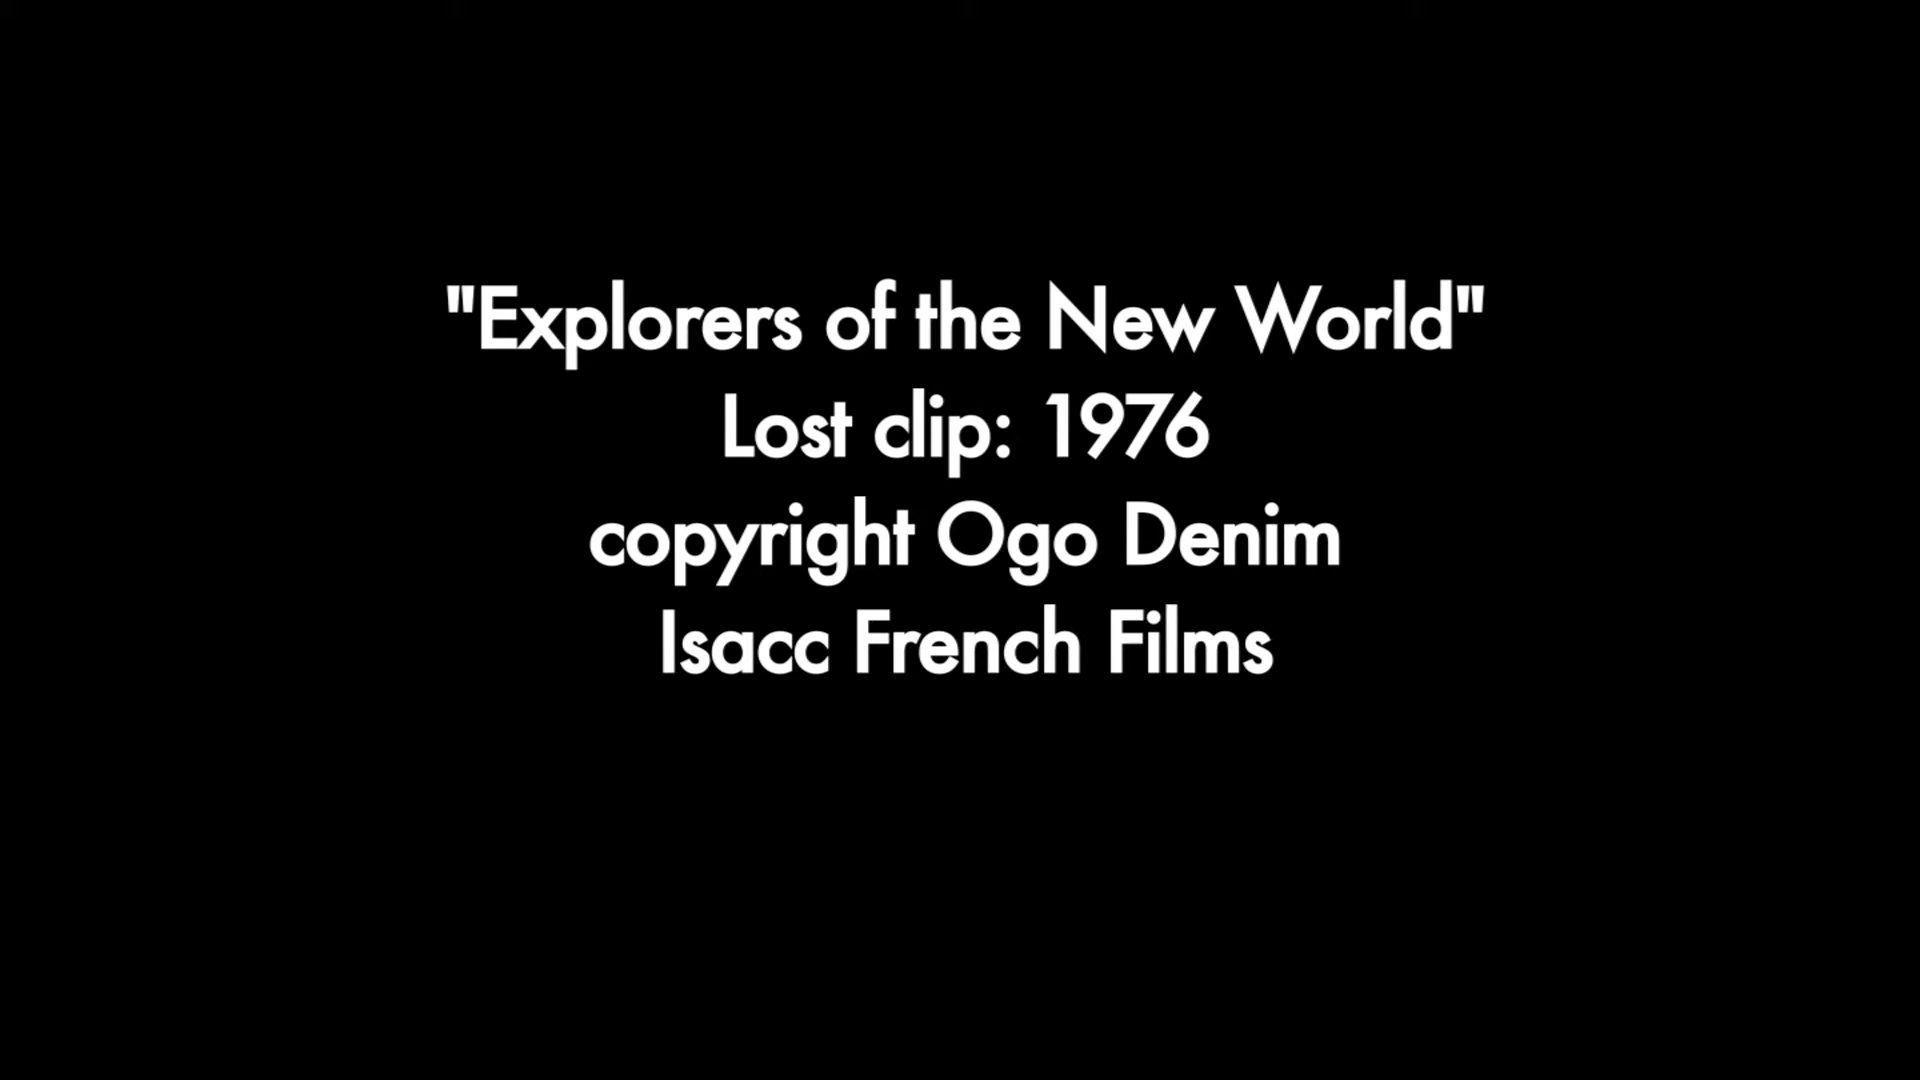 "Explorers of the New World"
Lost clip: 1976
copyright Ogo Denim
Isacc French Films